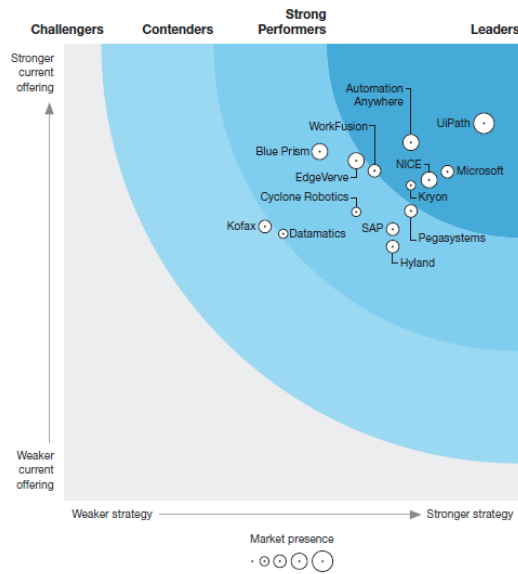 Challengers
Contenders
Strong
Performers
Leaders
Stronger
current
offering
Automation
Anywhere
UiPath
WorkFusion
Blue Prism
NICE
Microsoft
EdgeVerve
Kryon
Cyclone Robotics
Kofax
Datamatics
SAP
Pegasystems
Hyland
Weaker
current
offering
Weaker strategy
Stronger strategy
Market presence